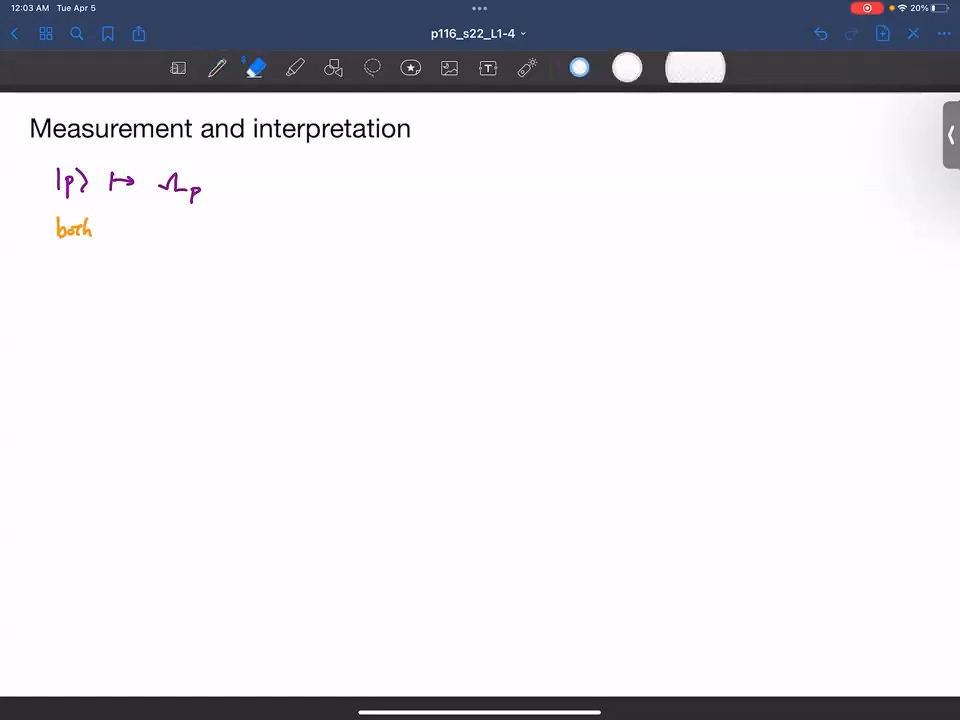 12:03 AM Tue Apr 5
20%
p116_s22_L1-4
Measurement and interpretation
|p⟩ ↦ Ω_p
both